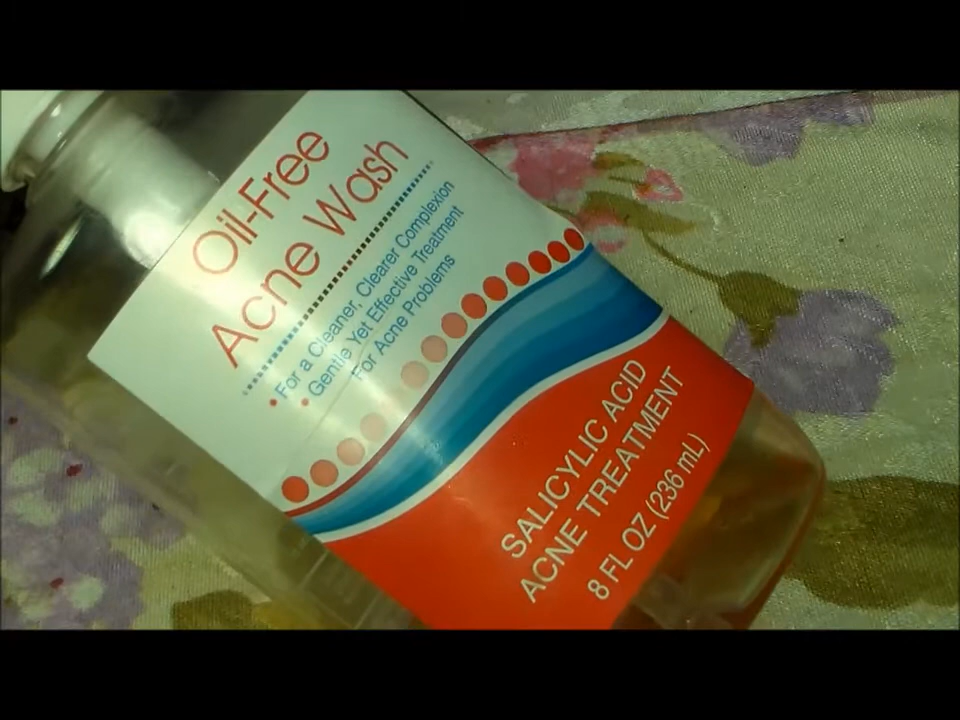 Oil-Free
Acne Wash
• For a Cleaner, Clearer Complexion
• Gentle Yet Effective Treatment
For Acne Problems
SALICYLIC ACID
ACNE TREATMENT
8 FL OZ (236 mL)